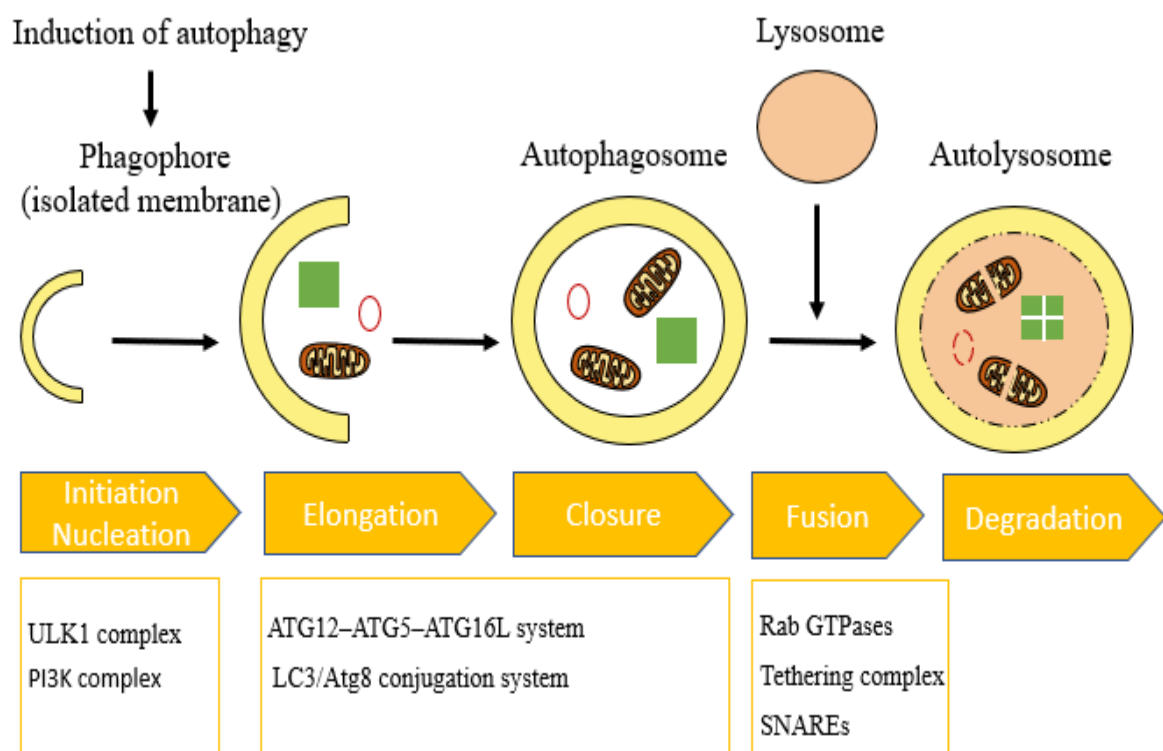 Induction of autophagy
Lysosome
Phagophore
(isolated membrane)
Autophagosome
Autolysosome
Initiation
Nucleation
Elongation
Closure
Fusion
Degradation
ULK1 complex
PI3K complex
ATG12–ATG5–ATG16L system
LC3/Atg8 conjugation system
Rab GTPases
Tethering complex
SNAREs